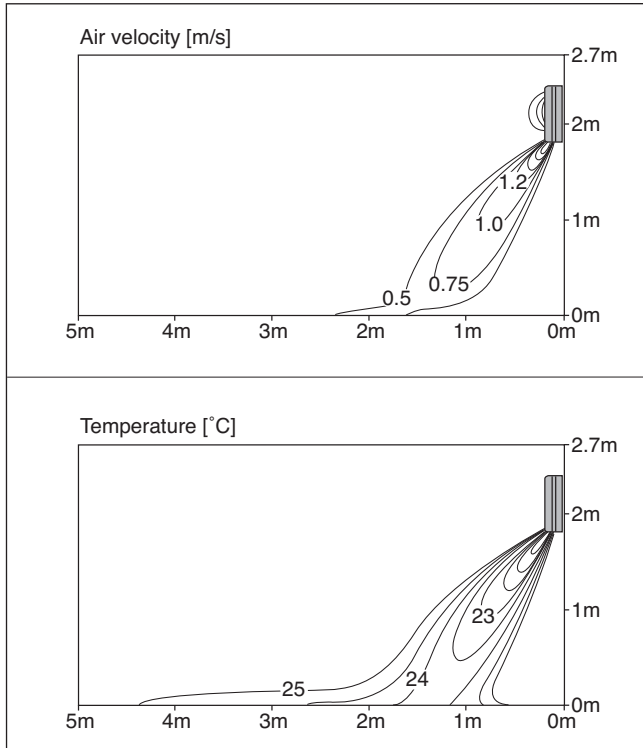 Air velocity [m/s]
2.7m
2m
1.2
1.0
1m
0.75
0.5
0m
5m 4m 3m 2m 1m 0m
Temperature [˚C]
2.7m
2m
23
1m
24
25
0m
5m 4m 3m 2m 1m 0m